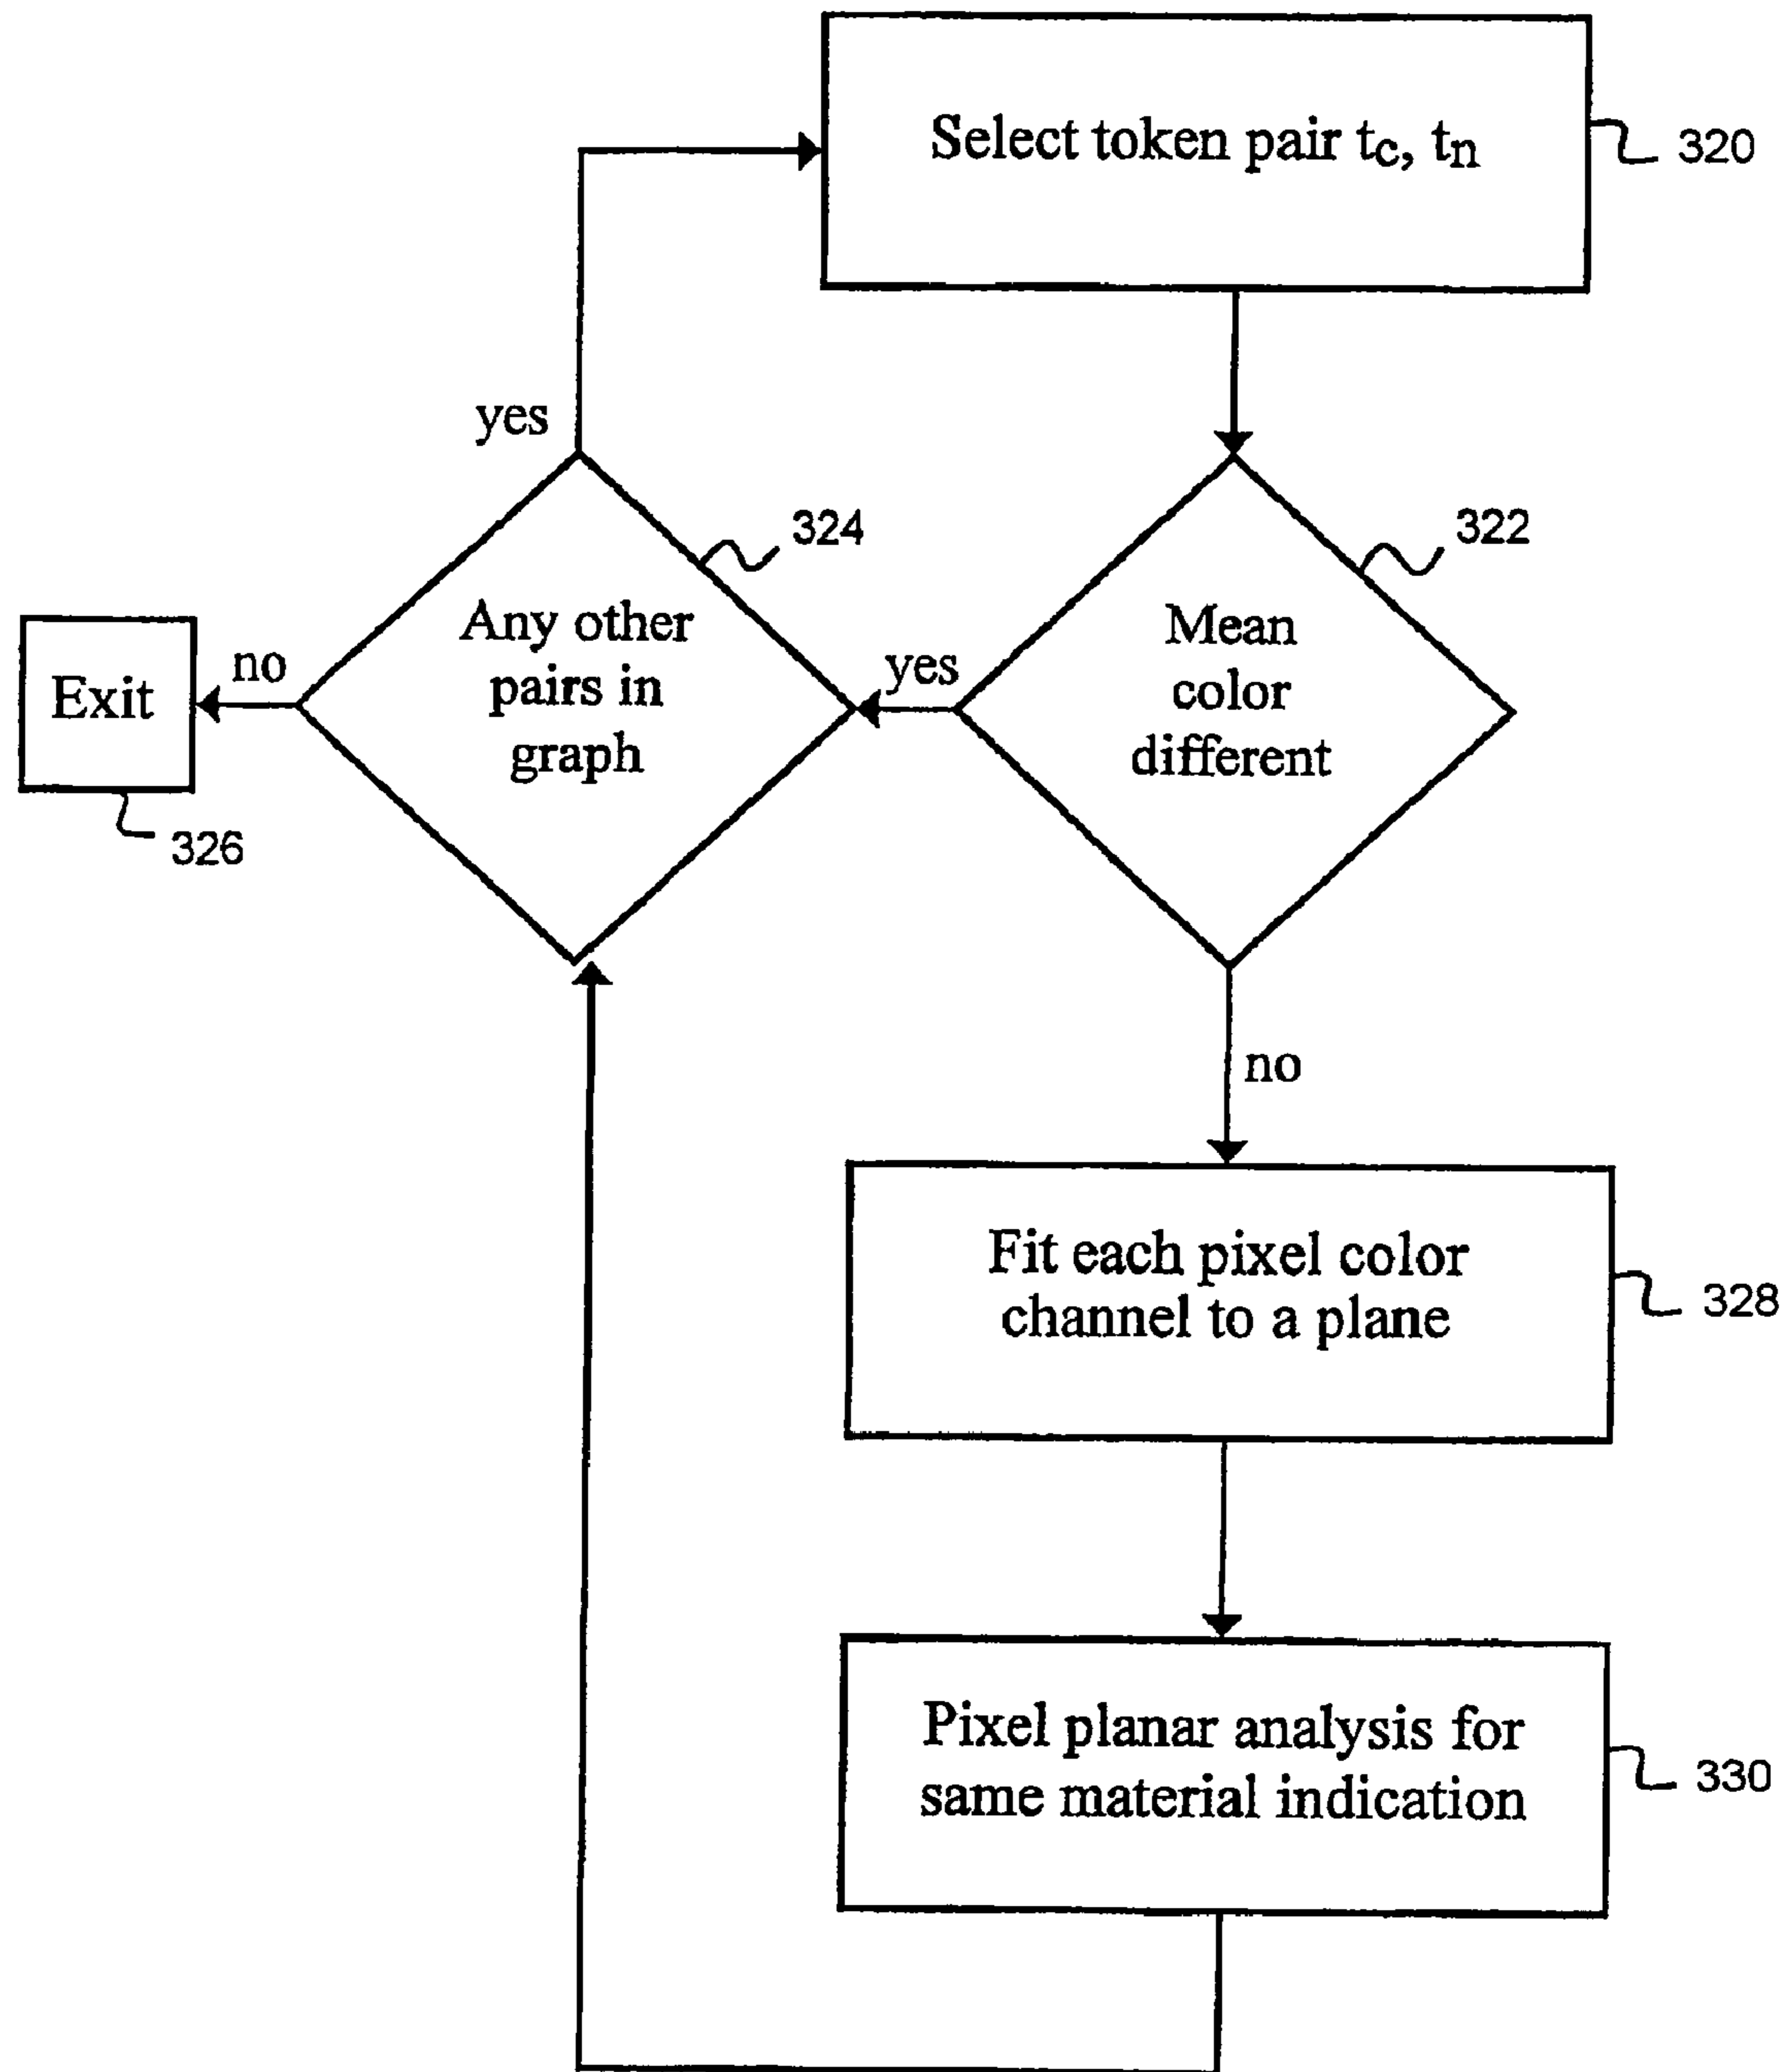 Select token pair tc, tn
320
yes
324
322
Any other
pairs in
graph
Mean
color
different
yes
no
Exit
326
no
Fit each pixel color
channel to a plane
328
Pixel planar analysis for
same material indication
330